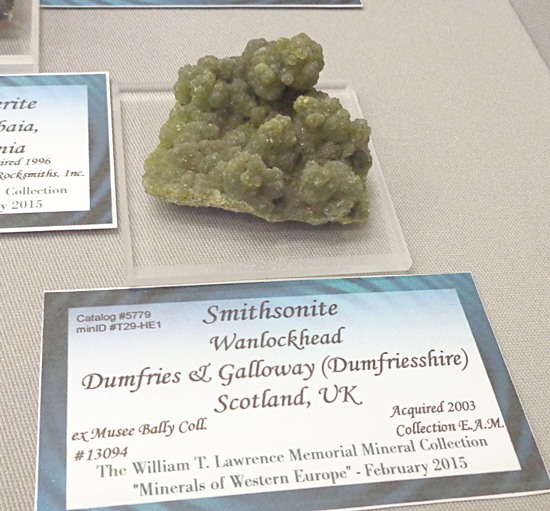 erite
baia,
nia
ired 1996
Rocksmiths, Inc.
Collection
y 2015
Catalog #5779
minID #T29-HE1
Smithsonite
Wanlockhead
Dumfries & Galloway (Dumfriesshire)
Scotland, UK
ex Musee Bally Coll.
#13094
Acquired 2003
Collection E.A.M.
The William T. Lawrence Memorial Mineral Collection
"Minerals of Western Europe" - February 2015